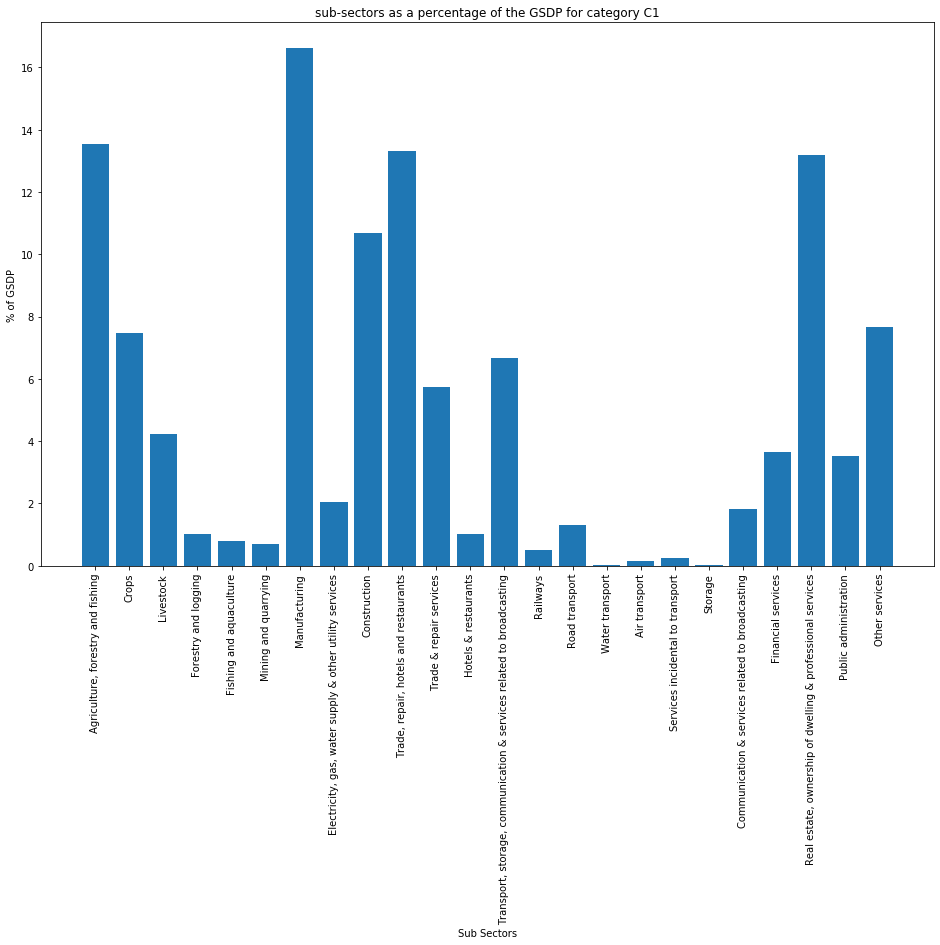 sub-sectors as a percentage of the GSDP for category C1
% of GSDP
16
14
12
10
8
6
4
2
0
Agriculture, forestry and fishing
Crops
Livestock
Forestry and logging
Fishing and aquaculture
Mining and quarrying
Manufacturing
Electricity, gas, water supply & other utility services
Construction
Trade, repair, hotels and restaurants
Trade & repair services
Hotels & restaurants
Transport, storage, communication & services related to broadcasting
Railways
Road transport
Water transport
Air transport
Services incidental to transport
Storage
Communication & services related to broadcasting
Financial services
Real estate, ownership of dwelling & professional services
Public administration
Other services
Sub Sectors